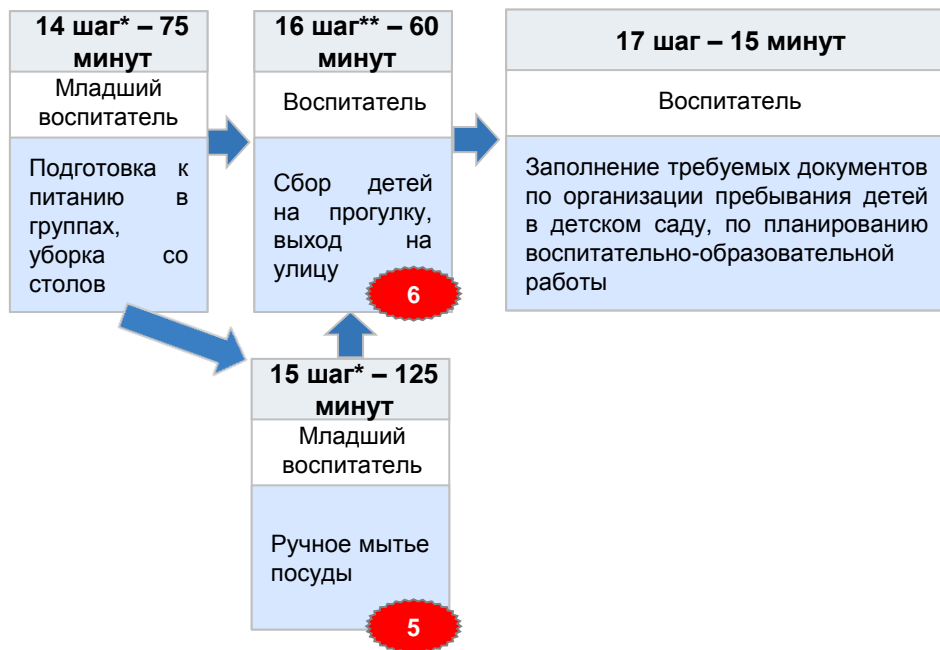 14 шаг* – 75
минут
Младший
воспитатель
Подготовка к
питанию в
группах,
уборка со
столов
16 шаг** – 60
минут
Воспитатель
Сбор детей
на прогулку,
выход на
улицу
6
17 шаг – 15 минут
Воспитатель
Заполнение требуемых документов
по организации пребывания детей
в детском саду, по планированию
воспитательно-образовательной
работы
15 шаг* – 125
минут
Младший
воспитатель
Ручное мытье
посуды
5